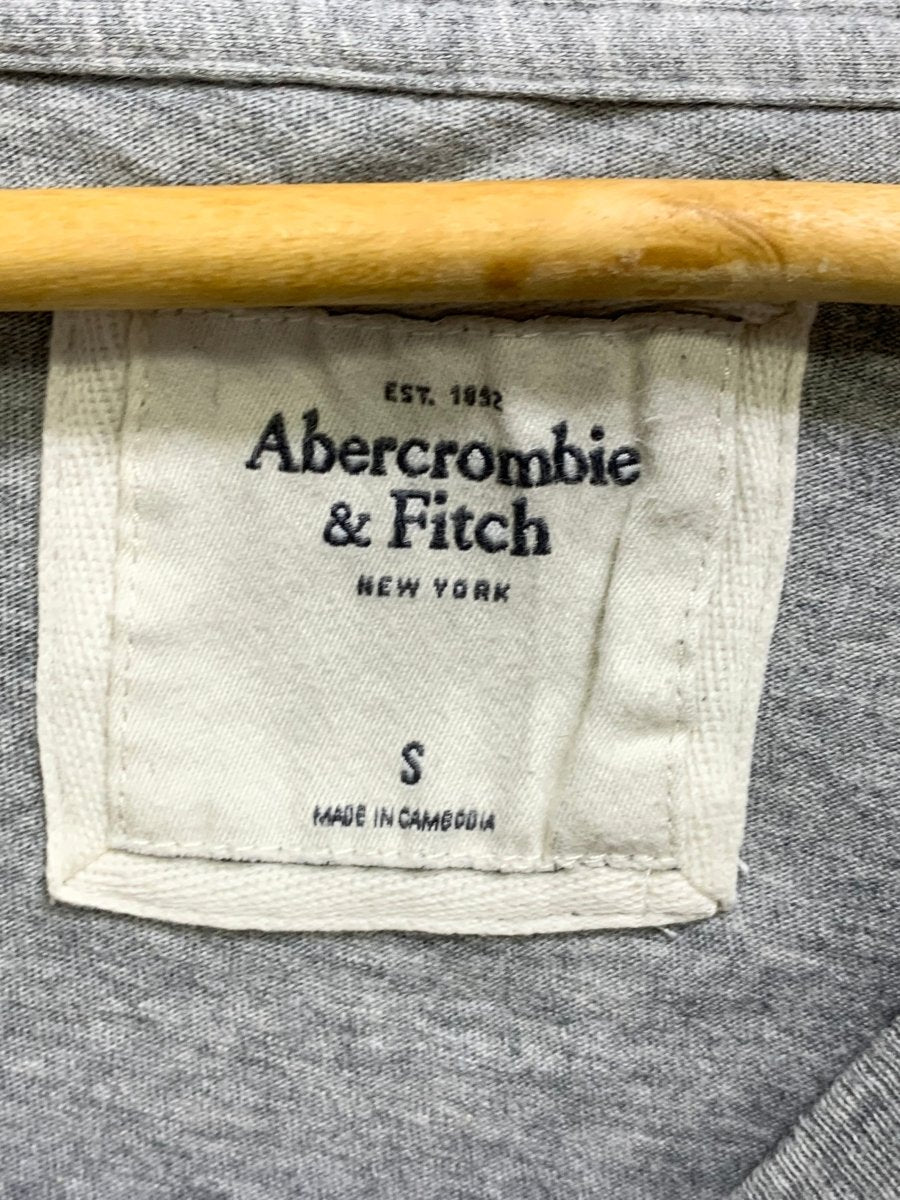 EST. 1892
Abercrombie
& Fitch
NEW YORK
S
MADE IN CAMBODIA